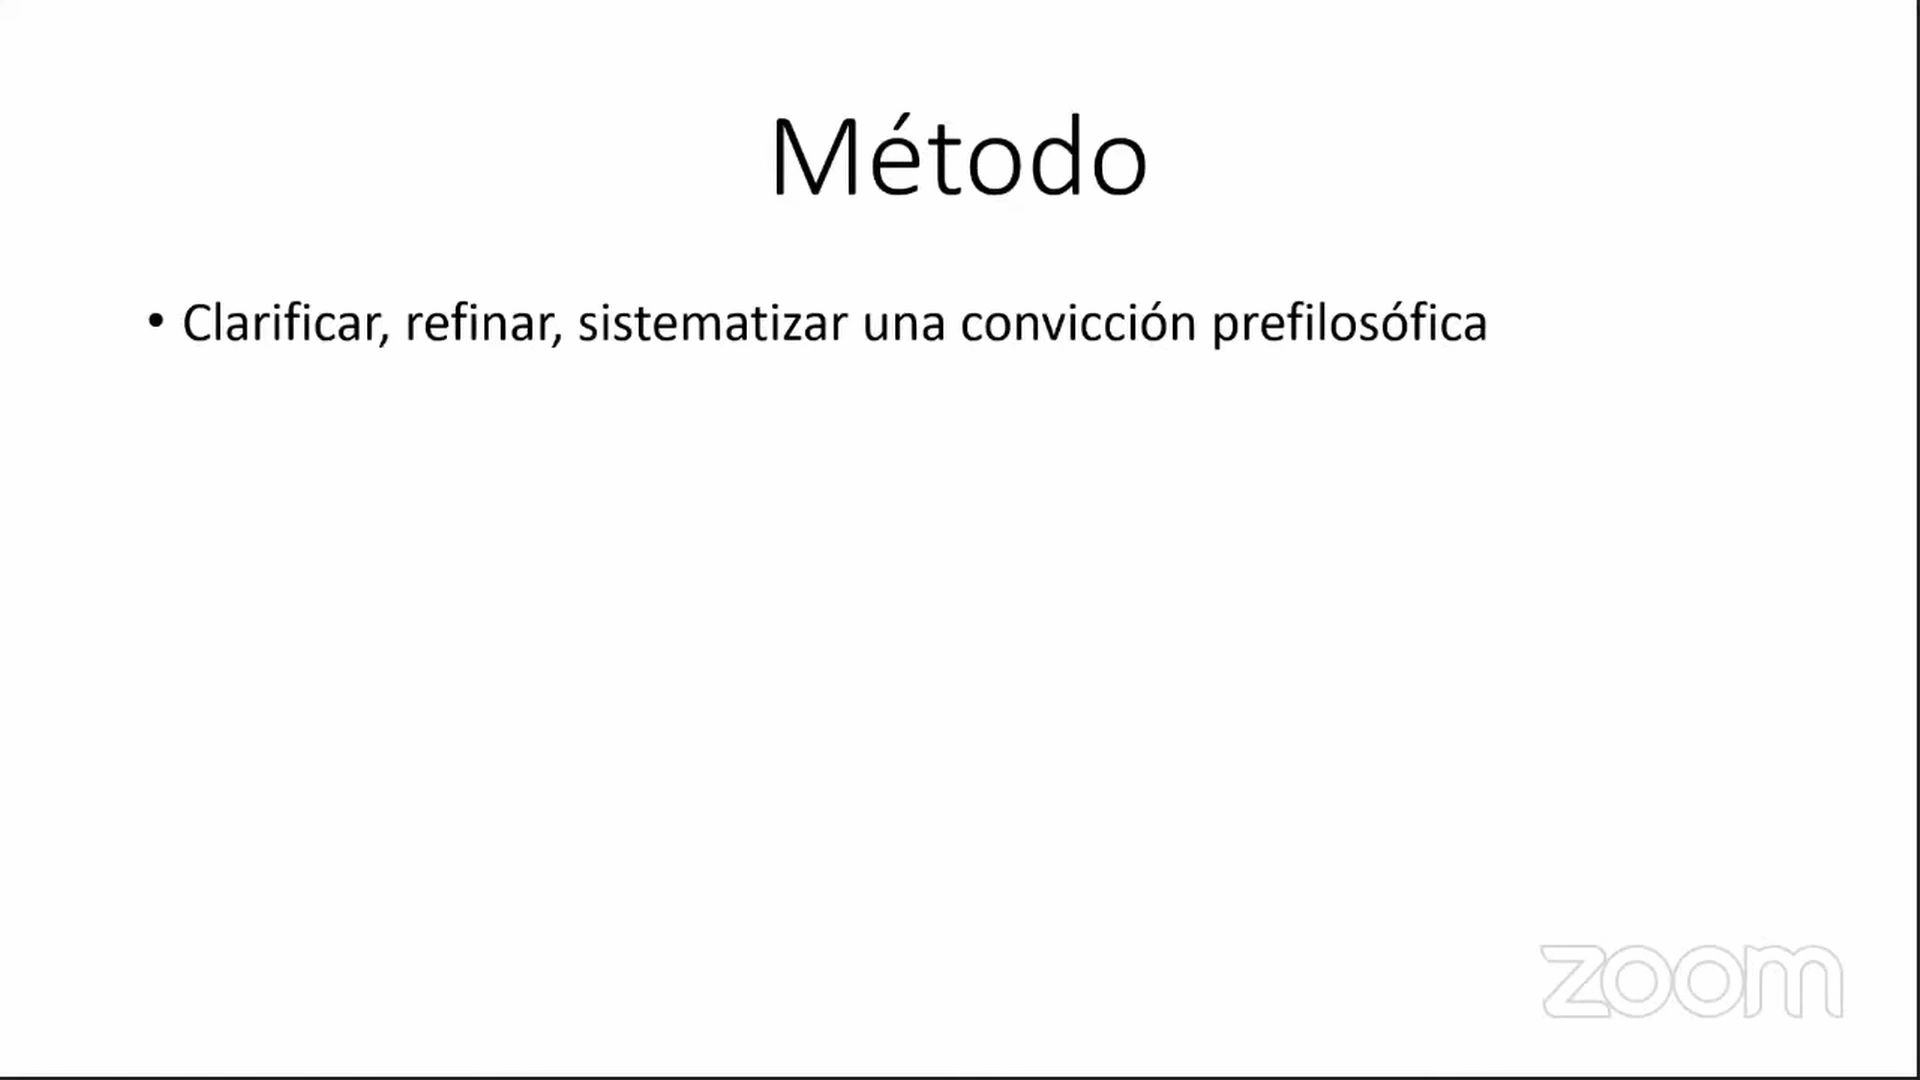 Método
• Clarificar, refinar, sistematizar una convicción prefilosófica
zoom